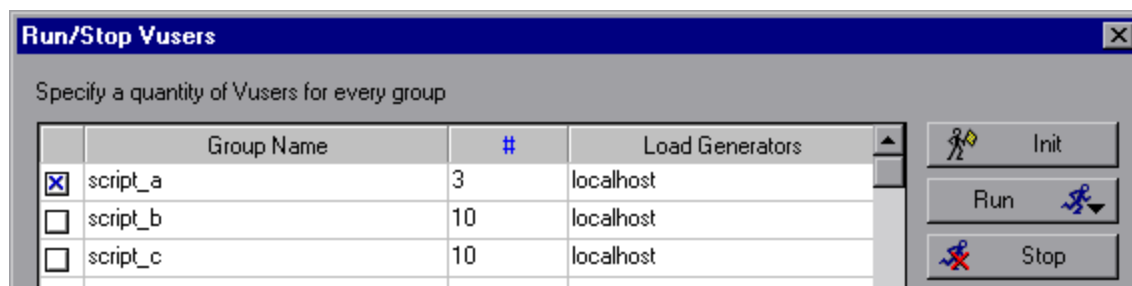 Run/Stop Vusers
Specify a quantity of Vusers for every group
Group Name # Load Generators
script_a 3 localhost
script_b 10 localhost
script_c 10 localhost
Init
Run
Stop